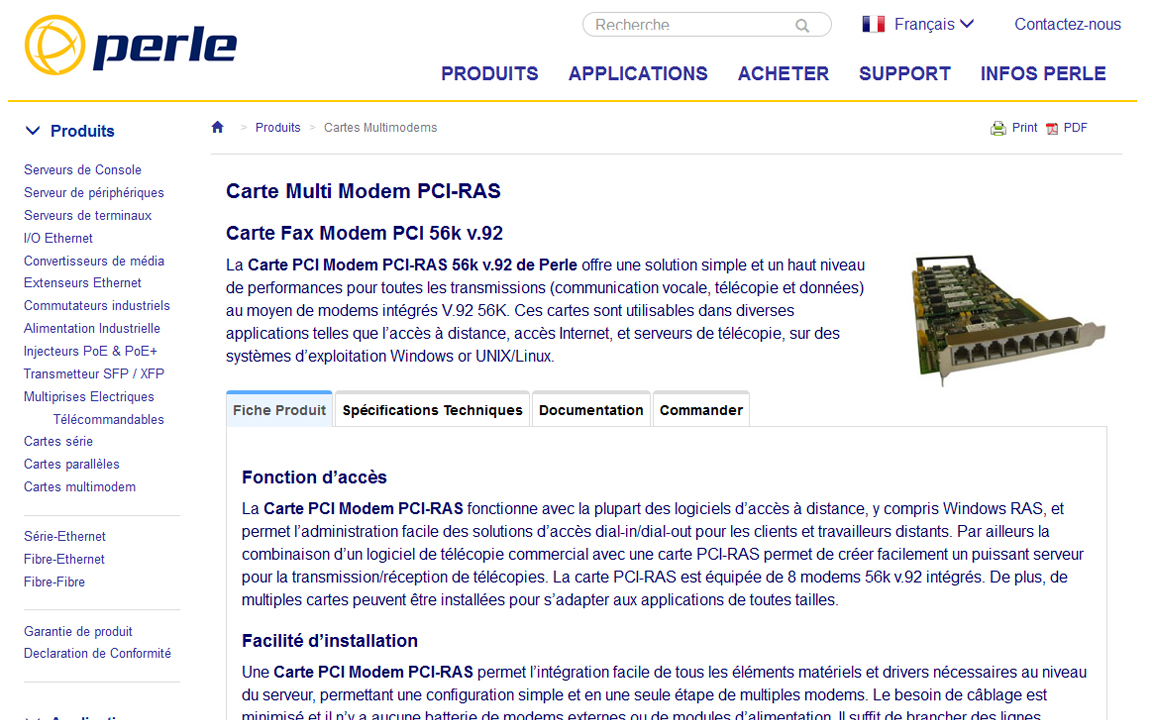 perle
Recherche
Français
Contactez-nous
PRODUITS
APPLICATIONS
ACHETER
SUPPORT
INFOS PERLE
Produits
Serveurs de Console
Serveur de périphériques
Serveurs de terminaux
I/O Ethernet
Convertisseurs de média
Extenseurs Ethernet
Commutateurs industriels
Alimentation Industrielle
Injecteurs PoE & PoE+
Transmetteur SFP / XFP
Multiprises Electriques
Télécommandables
Cartes série
Cartes parallèles
Cartes multimodem
Série-Ethernet
Fibre-Ethernet
Fibre-Fibre
Garantie de produit
Declaration de Conformité
> Produits > Cartes Multimodems
Print
PDF
Carte Multi Modem PCI-RAS
Carte Fax Modem PCI 56k v.92
La Carte PCI Modem PCI-RAS 56k v.92 de Perle offre une solution simple et un haut niveau
de performances pour toutes les transmissions (communication vocale, télécopie et données)
au moyen de modems intégrés V.92 56K. Ces cartes sont utilisables dans diverses
applications telles que l’accès à distance, accès Internet, et serveurs de télécopie, sur des
systèmes d’exploitation Windows or UNIX/Linux.
Fiche Produit
Spécifications Techniques
Documentation
Commander
Fonction d’accès
La Carte PCI Modem PCI-RAS fonctionne avec la plupart des logiciels d’accès à distance, y compris Windows RAS, et
permet l’administration facile des solutions d’accès dial-in/dial-out pour les clients et travailleurs distants. Par ailleurs la
combinaison d’un logiciel de télécopie commercial avec une carte PCI-RAS permet de créer facilement un puissant serveur
pour la transmission/réception de télécopies. La carte PCI-RAS est équipée de 8 modems 56k v.92 intégrés. De plus, de
multiples cartes peuvent être installées pour s’adapter aux applications de toutes tailles.
Facilité d’installation
Une Carte PCI Modem PCI-RAS permet l’intégration facile de tous les éléments matériels et drivers nécessaires au niveau
du serveur, permettant une configuration simple et en une seule étape de multiples modems. Le besoin de câblage est
minimisé et il n’y a aucune batterie de modems externes ou de modules d’alimentation. Il suffit de brancher des lignes